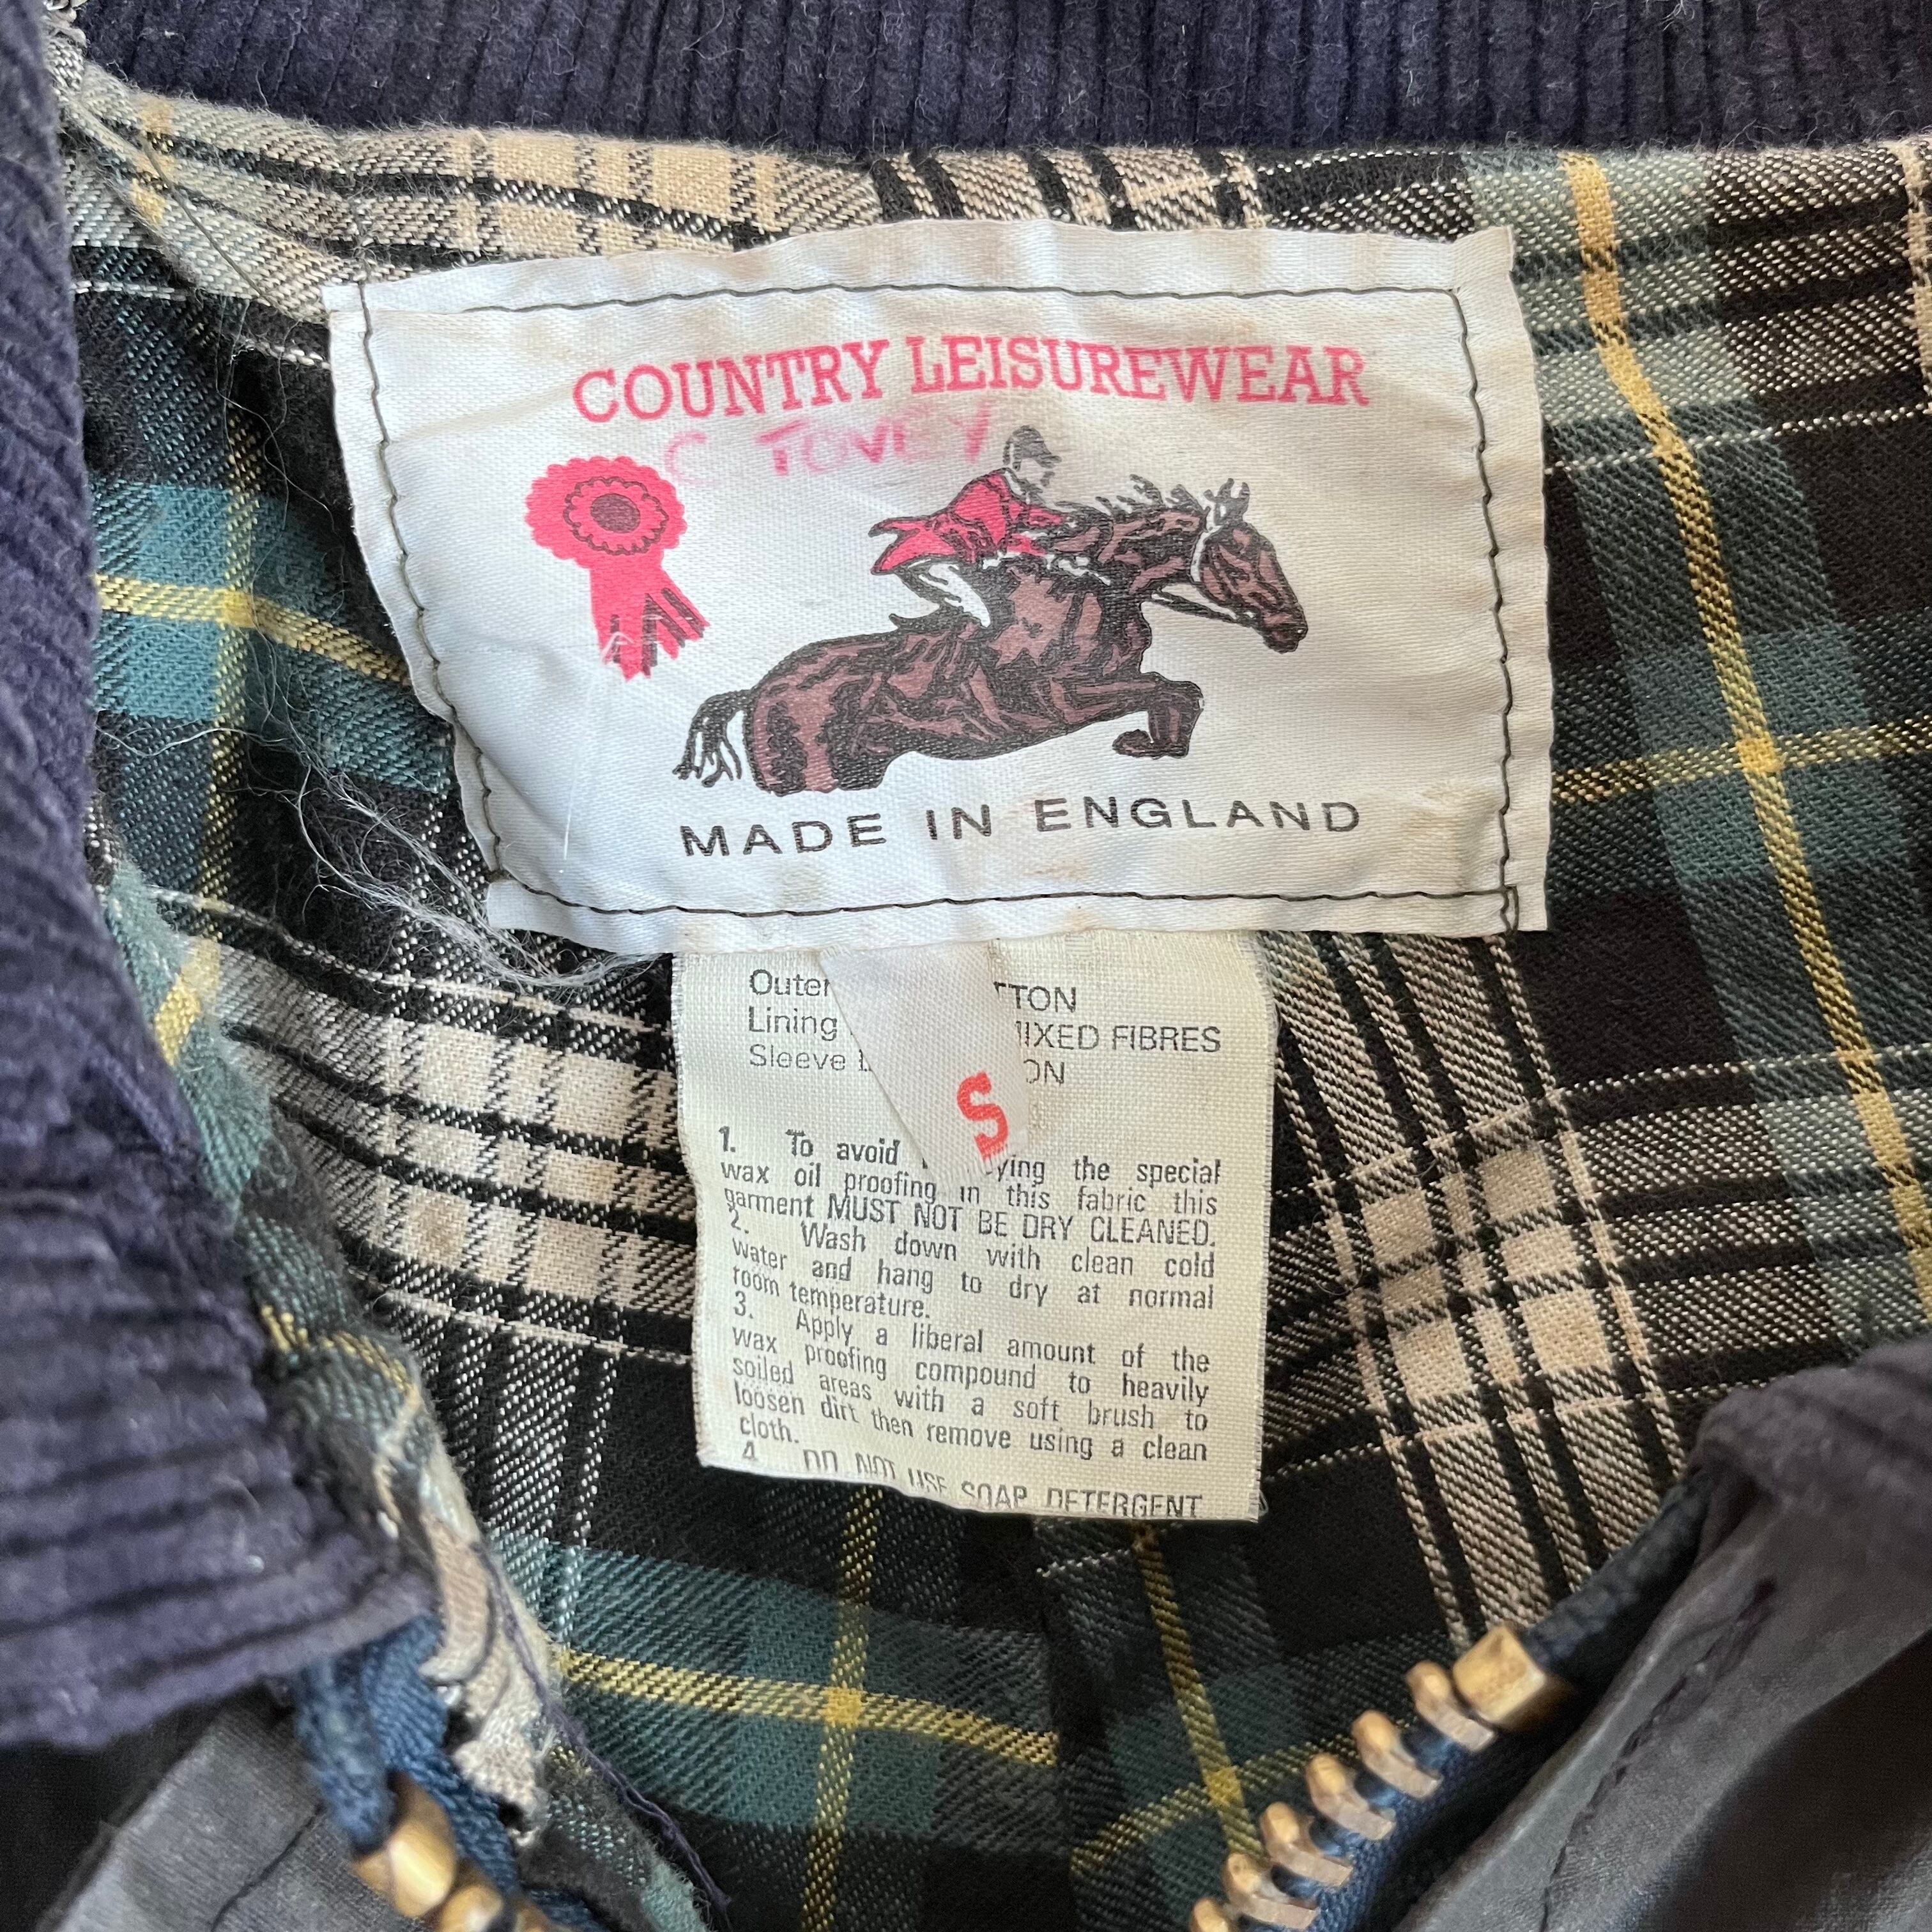 COUNTRY LEISUREWEAR
C TOVEY
MADE IN ENGLAND
S
Outer TTON
Lining MIXED FIBRES
Sleeve ON
1. To avoid the special
wax oil proofing in this fabric this
garment MUST NOT BE DRY CLEANED.
2. Wash down with clean cold
water and hang to dry at normal
room temperature.
3. Apply a liberal amount of the
wax proofing compound to heavily
soiled areas with a soft brush to
loosen dirt then remove using a clean
cloth.
4. DO NOT USE SOAP DETERGENT